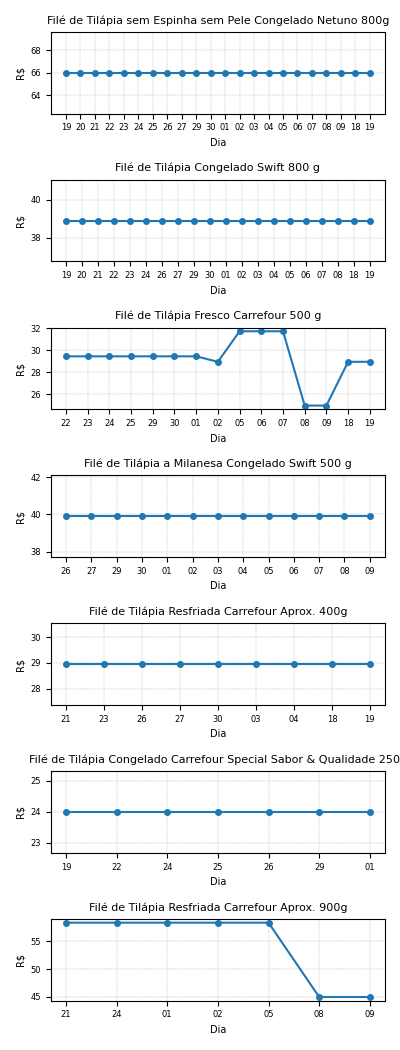 Filé de Tilápia sem Espinha sem Pele Congelado Netuno 800g
68
66
64
R$
19 20 21 22 23 24 25 26 27 29 30 01 02 03 04 05 06 07 08 09 18 19
Dia
Filé de Tilápia Congelado Swift 800 g
40
38
R$
19 20 21 22 23 24 26 27 29 30 01 02 03 04 05 06 07 08 09 18 19
Dia
Filé de Tilápia Fresco Carrefour 500 g
32
30
28
26
R$
22 23 24 25 29 30 01 02 05 06 07 08 09 18 19
Dia
Filé de Tilápia a Milanesa Congelado Swift 500 g
42
40
38
R$
26 27 29 30 01 02 03 04 05 06 07 08 09
Dia
Filé de Tilápia Resfriada Carrefour Aprox. 400g
30
29
28
R$
21 23 26 27 30 03 04 18 19
Dia
Filé de Tilápia Congelado Carrefour Special Sabor & Qualidade 250
25
24
23
R$
19 22 24 25 26 29 01
Dia
Filé de Tilápia Resfriada Carrefour Aprox. 900g
55
50
45
R$
21 24 01 02 05 08 09
Dia